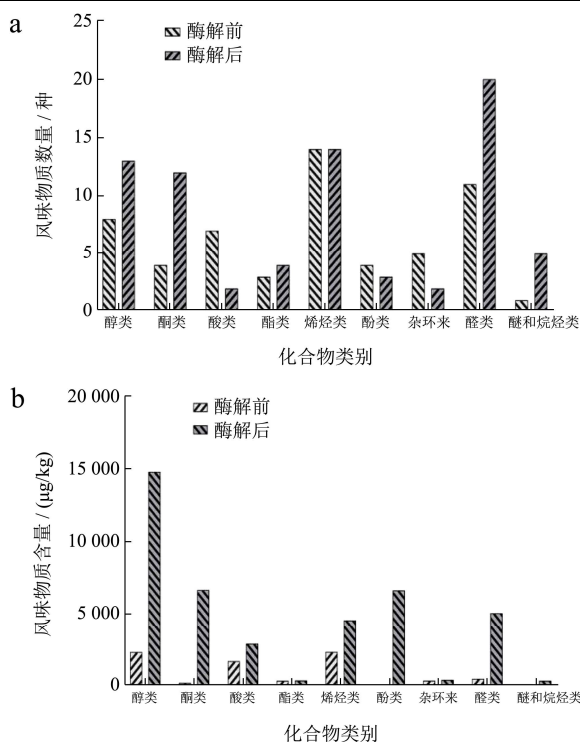 a
酶解前
酶解后
风味物质数量 / 种
25
20
15
10
5
0
醇类 酮类 酸类 酯类 烯烃类 酚类 杂环来 醛类 醚和烷烃类
化合物类别
b
酶解前
酶解后
风味物质含量 / (μg/kg)
20 000
15 000
10 000
5 000
0
醇类 酮类 酸类 酯类 烯烃类 酚类 杂环来 醛类 醚和烷烃类
化合物类别